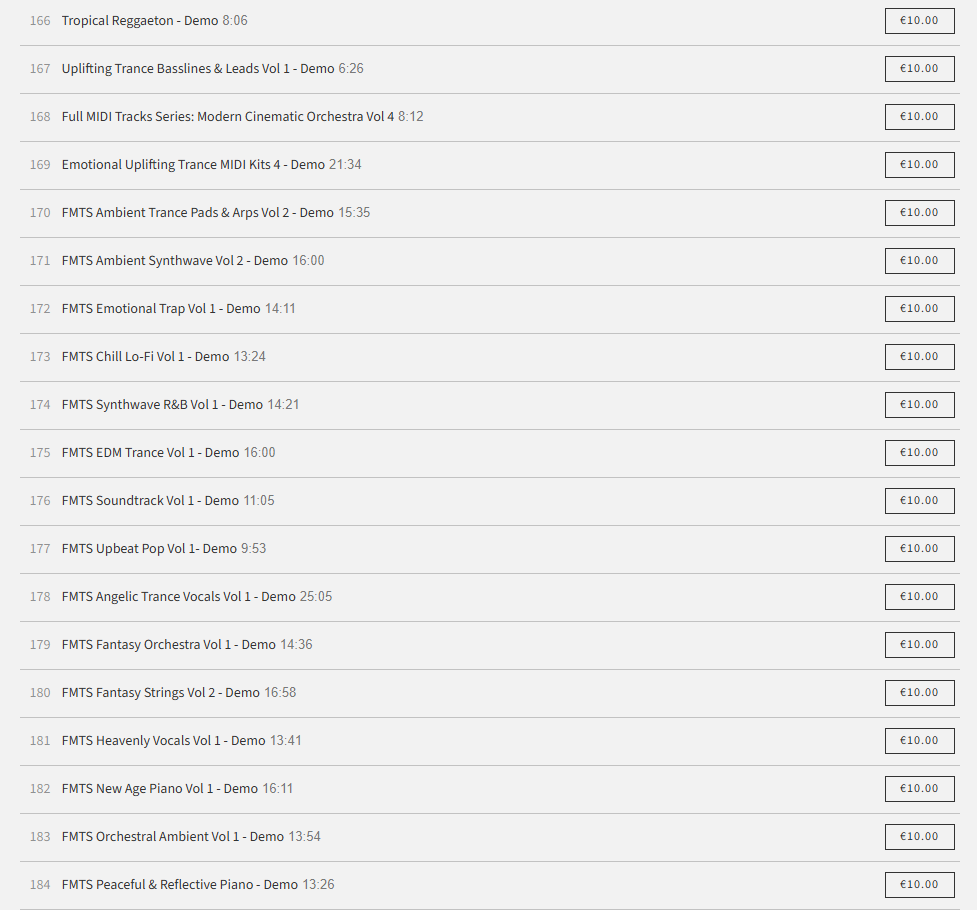 166 Tropical Reggaeton - Demo 8:06 €10.00
167 Uplifting Trance Basslines & Leads Vol 1 - Demo 6:26 €10.00
168 Full MIDI Tracks Series: Modern Cinematic Orchestra Vol 4 8:12 €10.00
169 Emotional Uplifting Trance MIDI Kits 4 - Demo 21:34 €10.00
170 FMTS Ambient Trance Pads & Arps Vol 2 - Demo 15:35 €10.00
171 FMTS Ambient Synthwave Vol 2 - Demo 16:00 €10.00
172 FMTS Emotional Trap Vol 1 - Demo 14:11 €10.00
173 FMTS Chill Lo-Fi Vol 1 - Demo 13:24 €10.00
174 FMTS Synthwave R&B Vol 1 - Demo 14:21 €10.00
175 FMTS EDM Trance Vol 1 - Demo 16:00 €10.00
176 FMTS Soundtrack Vol 1 - Demo 11:05 €10.00
177 FMTS Upbeat Pop Vol 1- Demo 9:53 €10.00
178 FMTS Angelic Trance Vocals Vol 1 - Demo 25:05 €10.00
179 FMTS Fantasy Orchestra Vol 1 - Demo 14:36 €10.00
180 FMTS Fantasy Strings Vol 2 - Demo 16:58 €10.00
181 FMTS Heavenly Vocals Vol 1 - Demo 13:41 €10.00
182 FMTS New Age Piano Vol 1 - Demo 16:11 €10.00
183 FMTS Orchestral Ambient Vol 1 - Demo 13:54 €10.00
184 FMTS Peaceful & Reflective Piano - Demo 13:26 €10.00